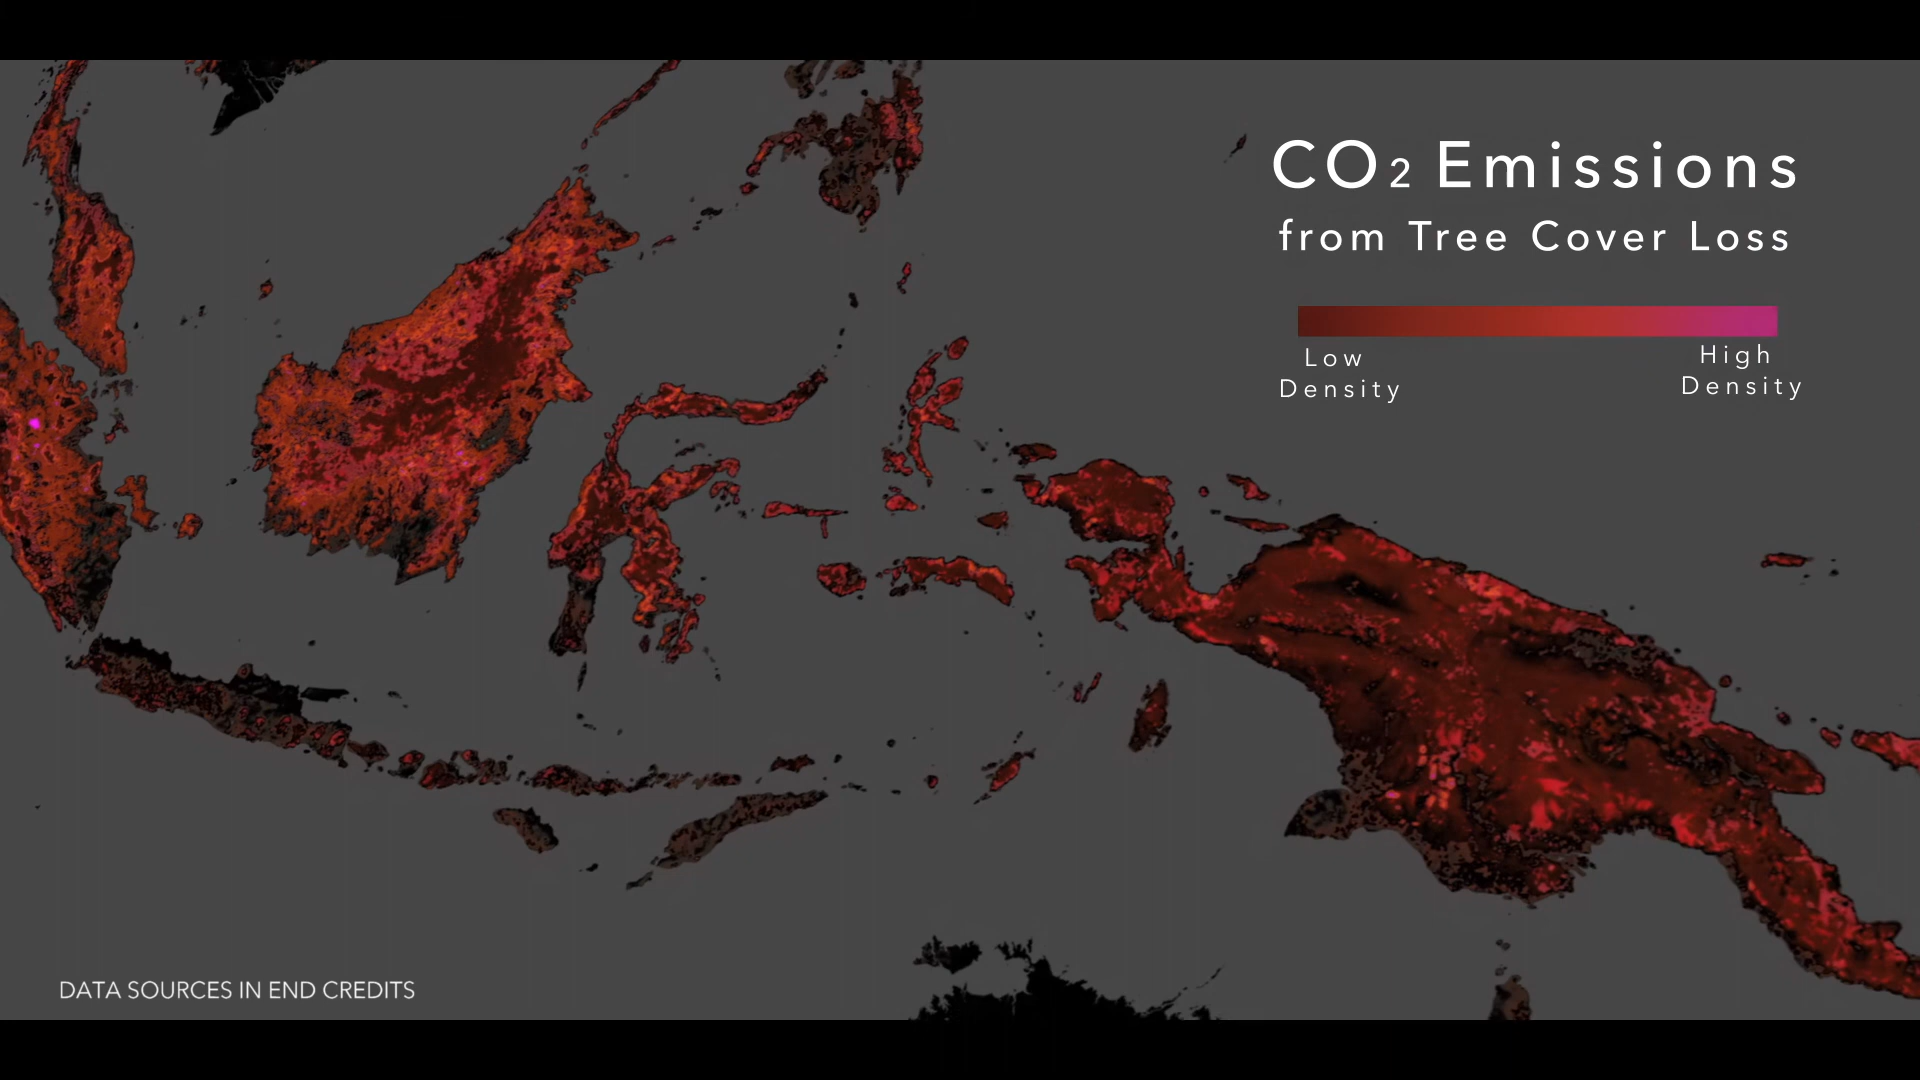 CO2 Emissions
from Tree Cover Loss
Low
Density
High
Density
DATA SOURCES IN END CREDITS